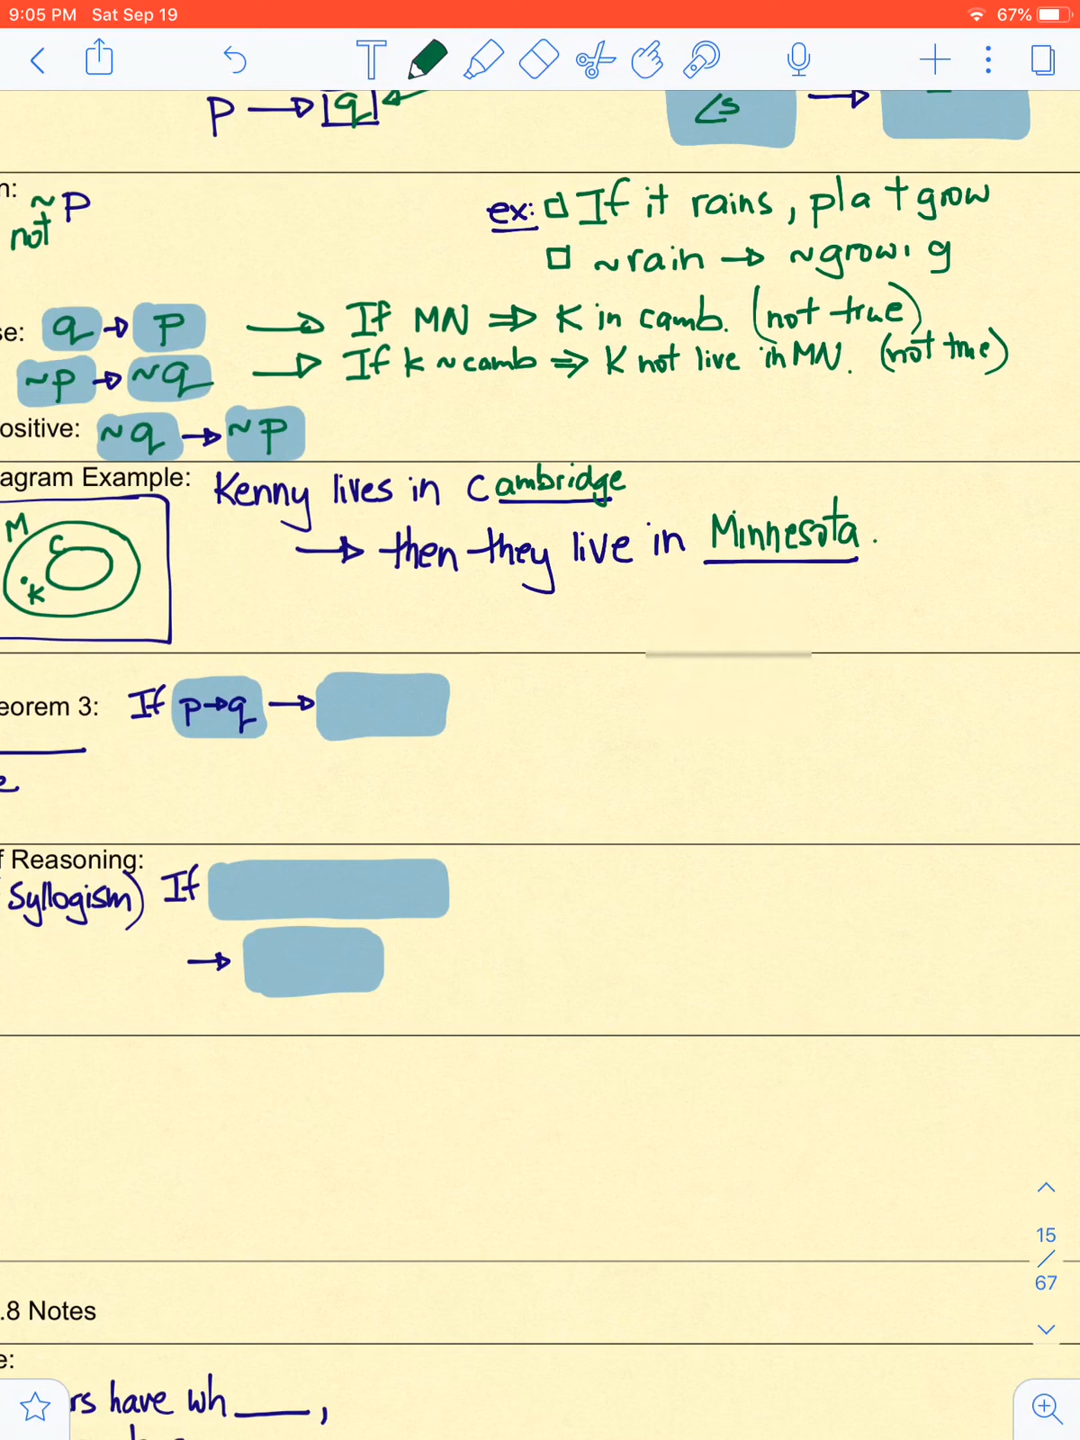 9:05 PM Sat Sep 19 67%
T
p → q
∠s →
n: ~p
not
ex: □ If it rains, pla t grow
□ ~rain → ~growi g
se: q → p → If MN ⇒ K in camb. (not true)
~p → ~q → If k ~camb ⇒ K not live in MN. (not true)
ositive: ~q → ~p
agram Example: Kenny lives in Cambridge
→ then they live in Minnesota.
M
C
K
eorem 3: If p→q →
e
f Reasoning:
Syllogism) If
→
15
/
67
.8 Notes
e:
rs have wh____,